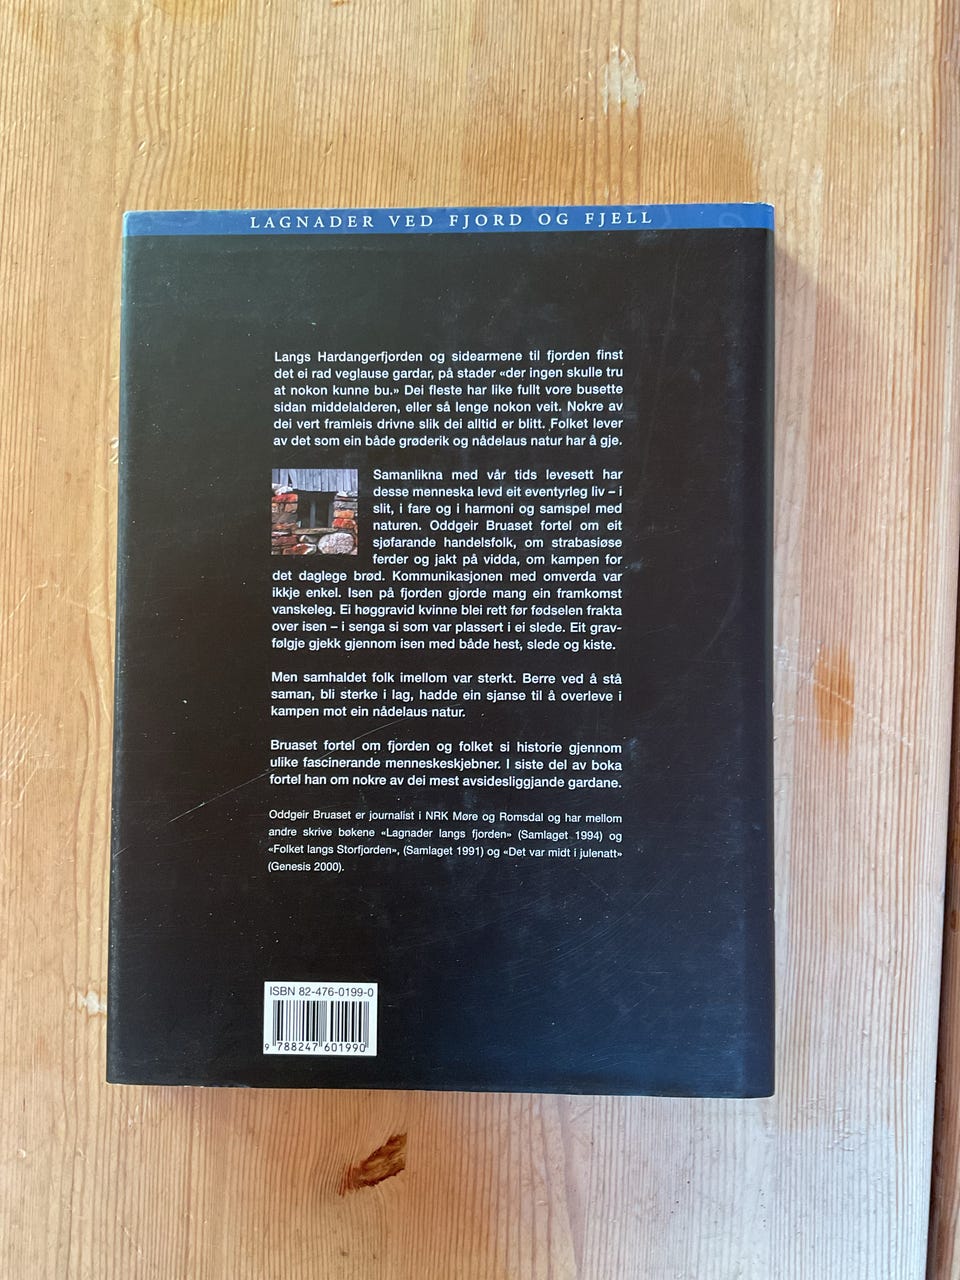 LAGNADER VED FJORD OG FJELL
Langs Hardangerfjorden og sidearmene til fjorden finst
det ei rad veglause gardar, på stader «der ingen skulle tru
at nokon kunne bu.» Dei fleste har like fullt vore busette
sidan middelalderen, eller så lenge nokon veit. Nokre av
dei vert framleis drivne slik dei alltid er blitt. Folket lever
av det som ein både grøderik og nådelaus natur har å gje.
Samanlikna med vår tids levesett har
desse menneska levd eit eventyrleg liv – i
slit, i fare og i harmoni og samspel med
naturen. Oddgeir Bruaset fortel om eit
sjøfarande handelsfolk, om strabasiøse
ferder og jakt på vidda, om kampen for
det daglege brød. Kommunikasjonen med omverda var
ikkje enkel. Isen på fjorden gjorde mang ein framkomst
vanskeleg. Ei høggravid kvinne blei rett før fødselen frakta
over isen – i senga si som var plassert i ei slede. Eit grav-
følgje gjekk gjennom isen med både hest, slede og kiste.
Men samhaldet folk imellom var sterkt. Berre ved å stå
saman, bli sterke i lag, hadde ein sjanse til å overleve i
kampen mot ein nådelaus natur.
Bruaset fortel om fjorden og folket si historie gjennom
ulike fascinerande menneskeskjebner. I siste del av boka
fortel han om nokre av dei mest avsidesliggjande gardane.
Oddgeir Bruaset er journalist i NRK Møre og Romsdal og har mellom
andre skrive bøkene «Lagnader langs fjorden» (Samlaget 1994) og
«Folket langs Storfjorden», (Samlaget 1991) og «Det var midt i julenatt»
(Genesis 2000).
ISBN 82-476-0199-0
9 788247 601990